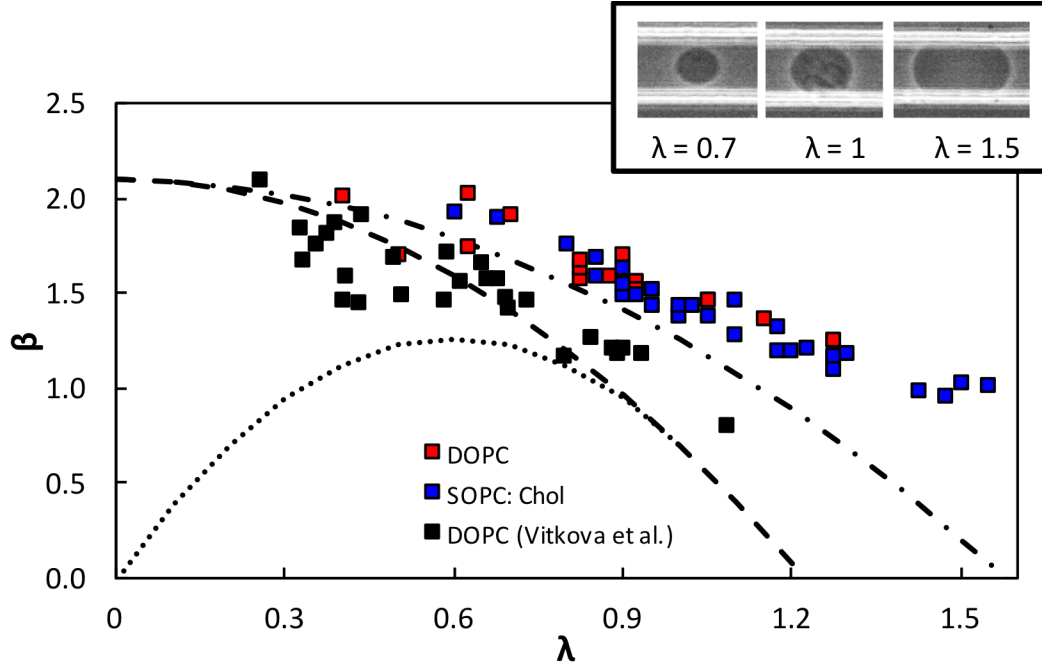 λ = 0.7 λ = 1 λ = 1.5
2.5
2.0
1.5
1.0
0.5
0.0
β
DOPC
SOPC: Chol
DOPC (Vitkova et al.)
0 0.3 0.6 0.9 1.2 1.5
λ